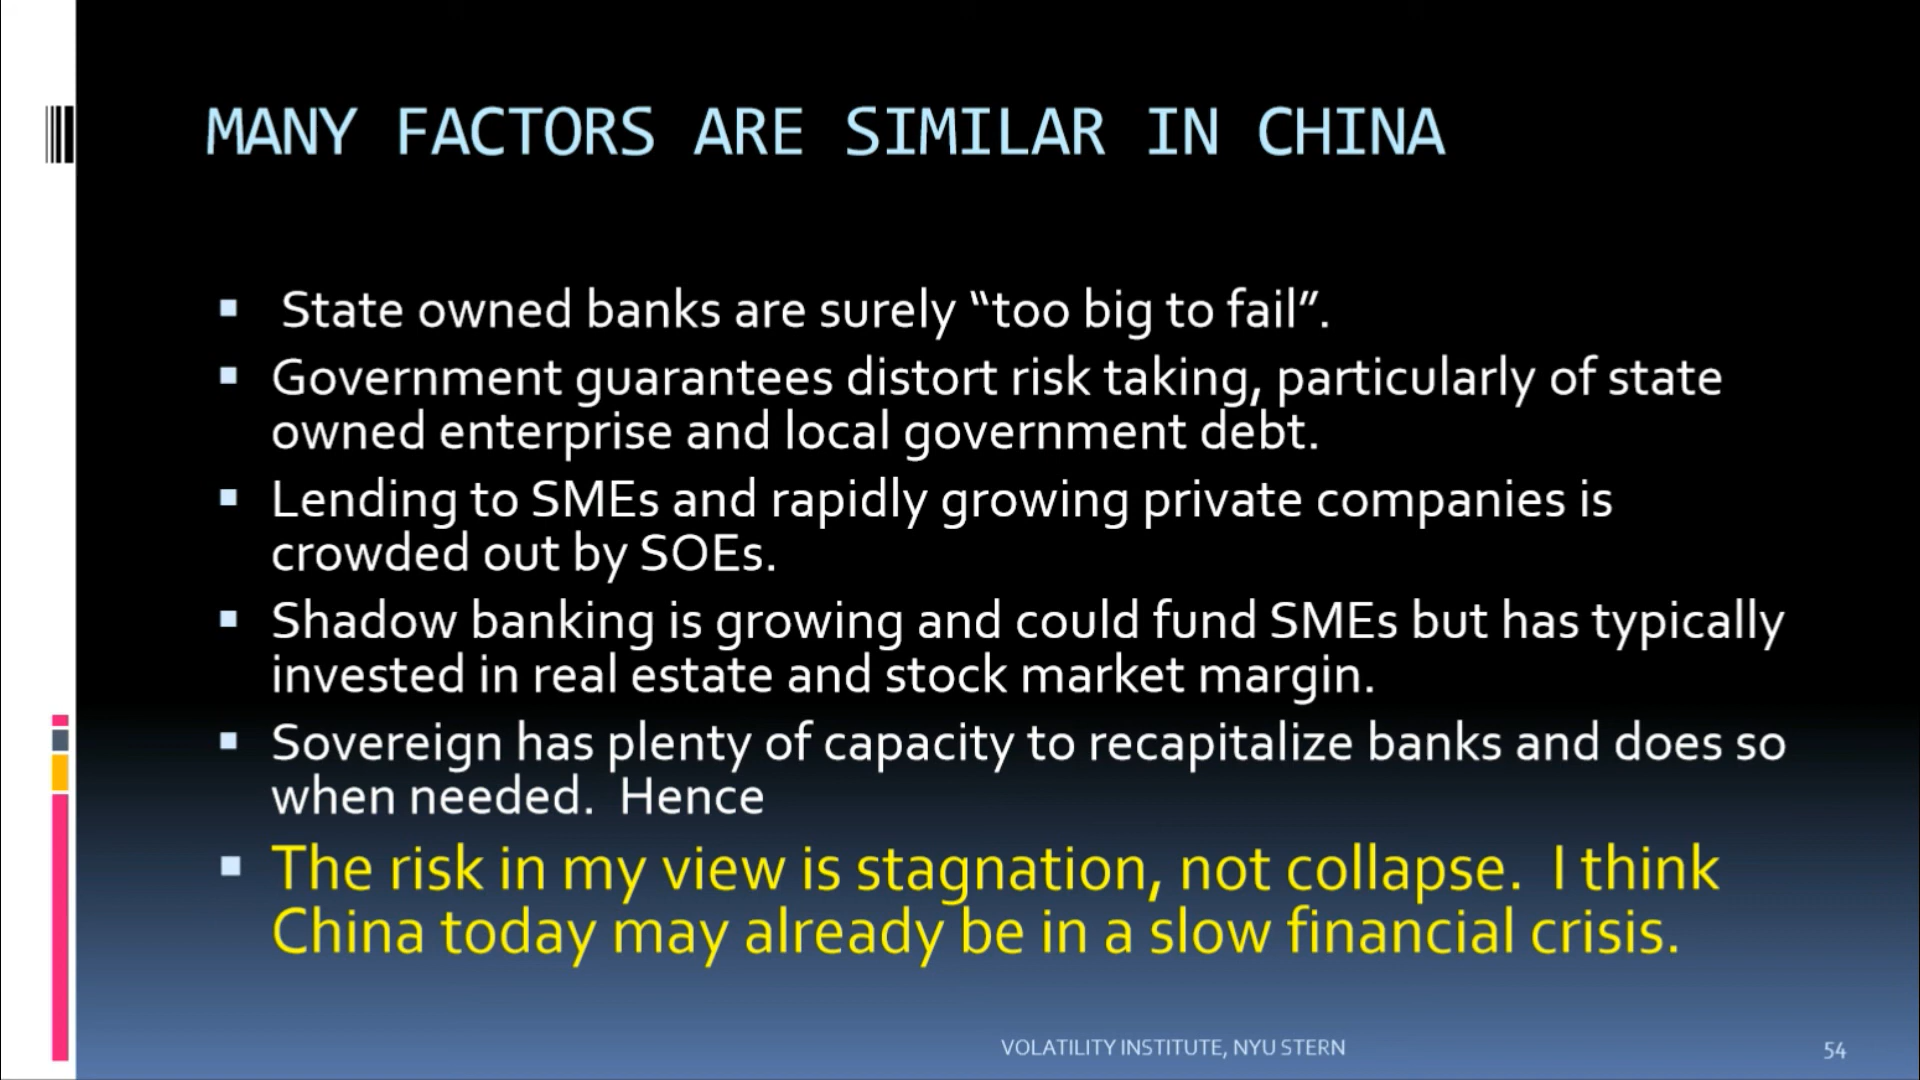 MANY FACTORS ARE SIMILAR IN CHINA
State owned banks are surely “too big to fail”.
Government guarantees distort risk taking, particularly of state
owned enterprise and local government debt.
Lending to SMEs and rapidly growing private companies is
crowded out by SOEs.
Shadow banking is growing and could fund SMEs but has typically
invested in real estate and stock market margin.
Sovereign has plenty of capacity to recapitalize banks and does so
when needed.  Hence
The risk in my view is stagnation, not collapse.  I think
China today may already be in a slow financial crisis.
VOLATILITY INSTITUTE, NYU STERN
54